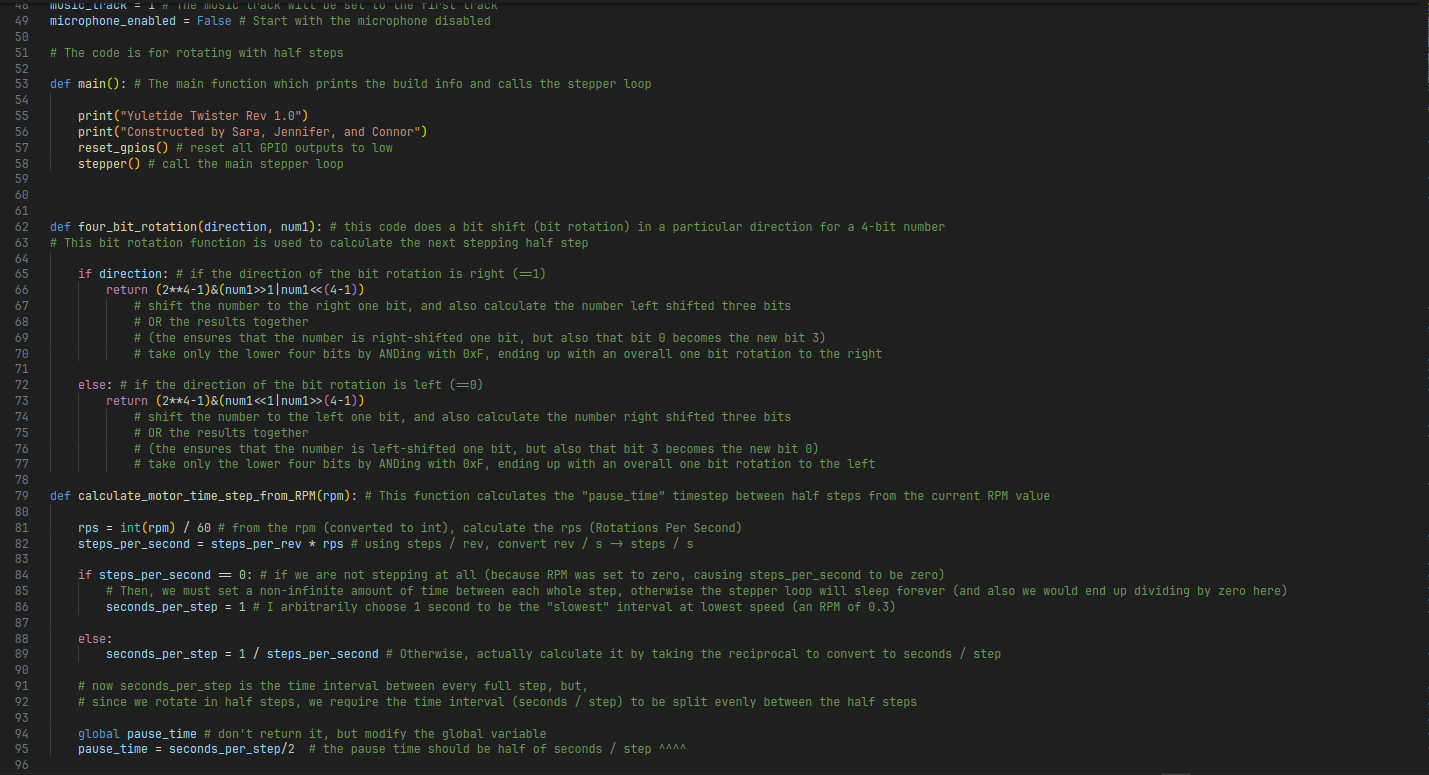 48 music_track = 1 # The music track will be set to the first track
49 microphone_enabled = False # Start with the microphone disabled
50
51 # The code is for rotating with half steps
52
53 def main(): # The main function which prints the build info and calls the stepper loop
54
55     print("Yuletide Twister Rev 1.0")
56     print("Constructed by Sara, Jennifer, and Connor")
57     reset_gpios() # reset all GPIO outputs to low
58     stepper() # call the main stepper loop
59
60
61
62 def four_bit_rotation(direction, num1): # this code does a bit shift (bit rotation) in a particular direction for a 4-bit number
63 # This bit rotation function is used to calculate the next stepping half step
64
65     if direction: # if the direction of the bit rotation is right (==1)
66         return (2**4-1)&(num1>>1|num1<<(4-1))
67             # shift the number to the right one bit, and also calculate the number left shifted three bits
68             # OR the results together
69             # (the ensures that the number is right-shifted one bit, but also that bit 0 becomes the new bit 3)
70             # take only the lower four bits by ANDing with 0xF, ending up with an overall one bit rotation to the right
71
72     else: # if the direction of the bit rotation is left (==0)
73         return (2**4-1)&(num1<<1|num1>>(4-1))
74             # shift the number to the left one bit, and also calculate the number right shifted three bits
75             # OR the results together
76             # (the ensures that the number is left-shifted one bit, but also that bit 3 becomes the new bit 0)
77             # take only the lower four bits by ANDing with 0xF, ending up with an overall one bit rotation to the left
78
79 def calculate_motor_time_step_from_RPM(rpm): # This function calculates the "pause_time" timestep between half steps from the current RPM value
80
81     rps = int(rpm) / 60 # from the rpm (converted to int), calculate the rps (Rotations Per Second)
82     steps_per_second = steps_per_rev * rps # using steps / rev, convert rev / s -> steps / s
83
84     if steps_per_second == 0: # if we are not stepping at all (because RPM was set to zero, causing steps_per_second to be zero)
85         # Then, we must set a non-infinite amount of time between each whole step, otherwise the stepper loop will sleep forever (and also we would end up dividing by zero here)
86         seconds_per_step = 1 # I arbitrarily choose 1 second to be the "slowest" interval at lowest speed (an RPM of 0.3)
87
88     else:
89         seconds_per_step = 1 / steps_per_second # Otherwise, actually calculate it by taking the reciprocal to convert to seconds / step
90
91     # now seconds_per_step is the time interval between every full step, but,
92     # since we rotate in half steps, we require the time interval (seconds / step) to be split evenly between the half steps
93
94     global pause_time # don't return it, but modify the global variable
95     pause_time = seconds_per_step/2  # the pause time should be half of seconds / step ^^^^
96